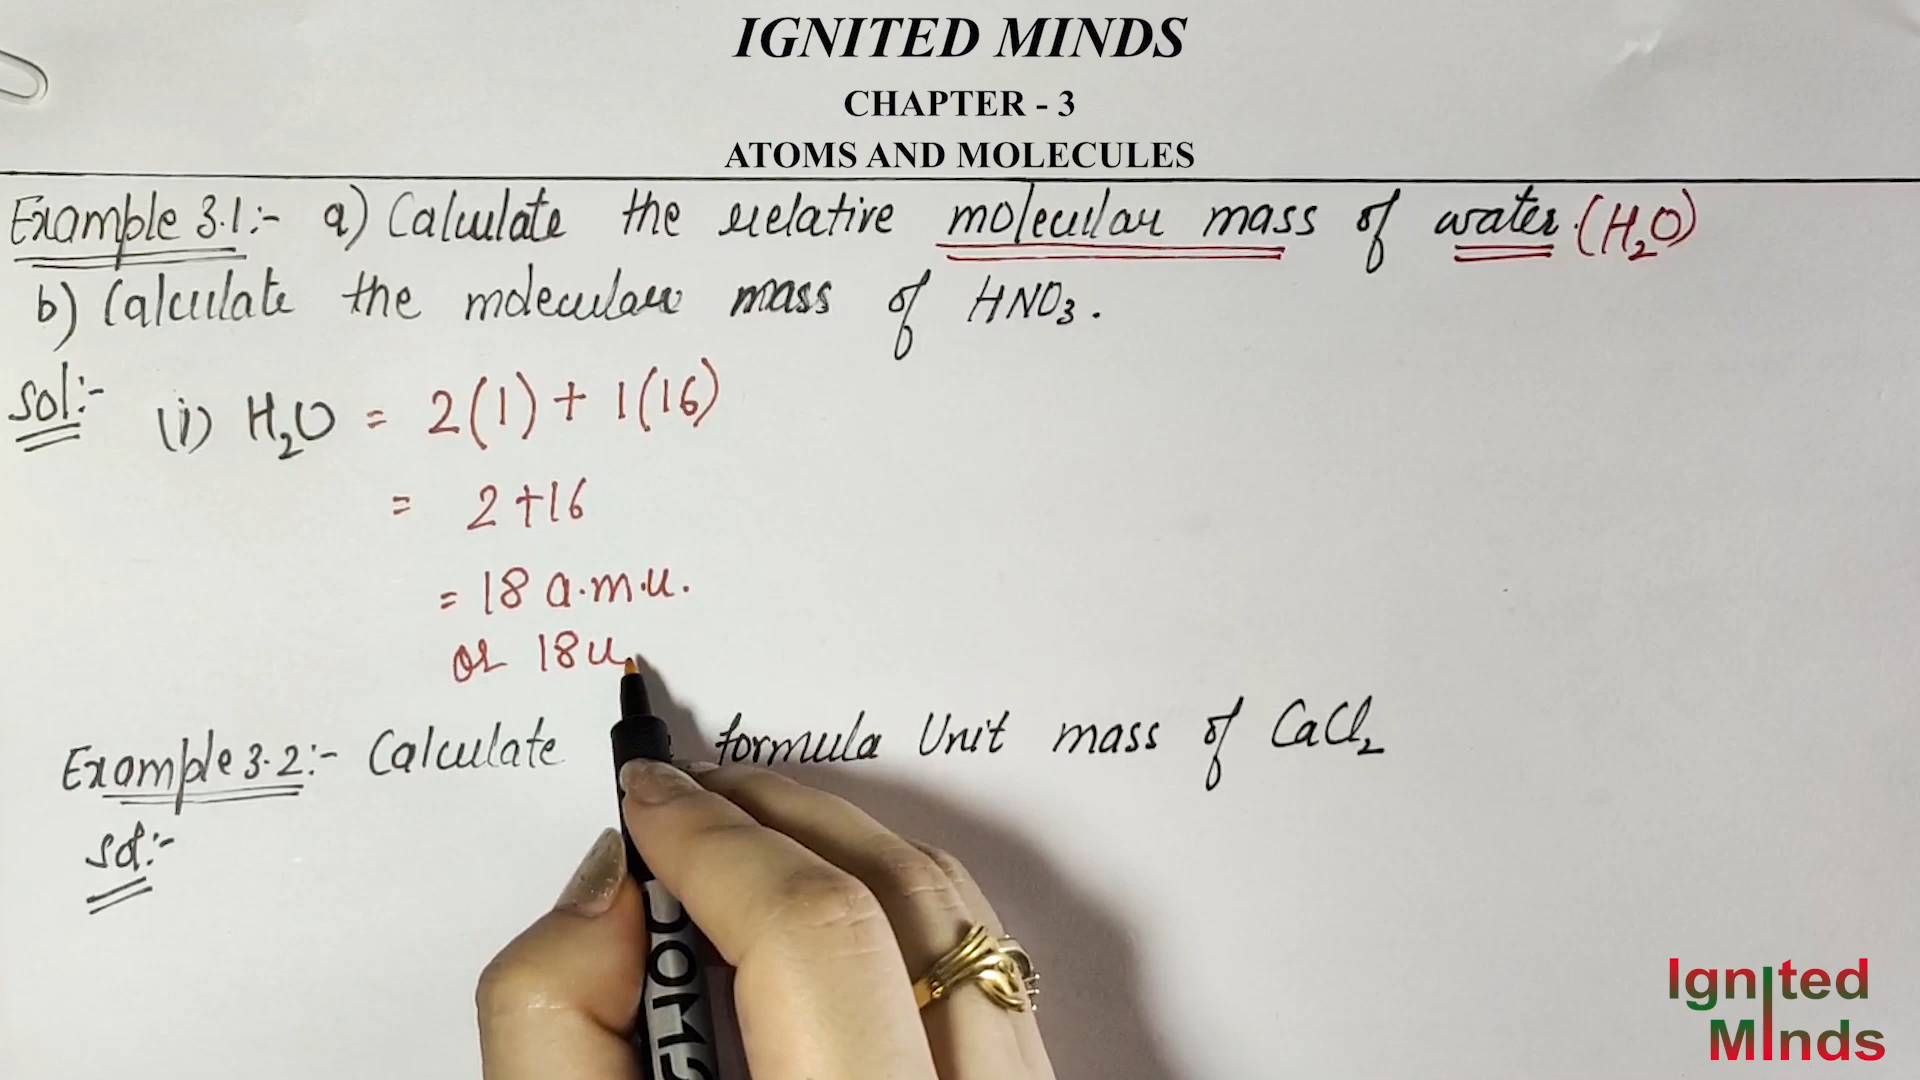 IGNITED MINDS
CHAPTER - 3
ATOMS AND MOLECULES
Example 3.1:- a) Calculate the relative molecular mass of water. (H₂O)
b) Calculate the molecular mass of HNO₃.
Sol:- (i) H₂O = 2(1) + 1(16)
= 2+16
= 18 a.m.u.
or 18u
Example 3.2:- Calculate formula Unit mass of CaCl₂
Sol:-
DOMS
Ignited
Minds